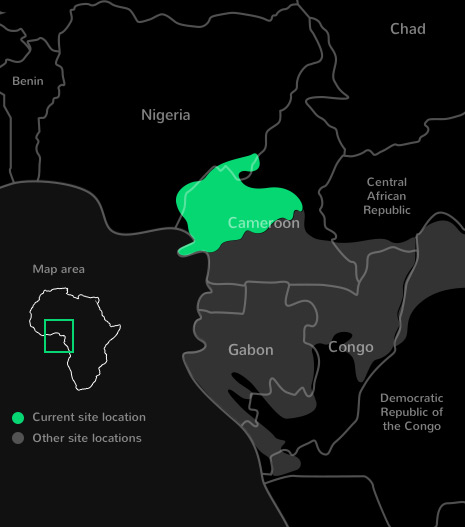 Chad
Benin
Nigeria
Central
African
Republic
Cameroon
Map area
Gabon
Congo
Democratic
Republic of
the Congo
Current site location
Other site locations